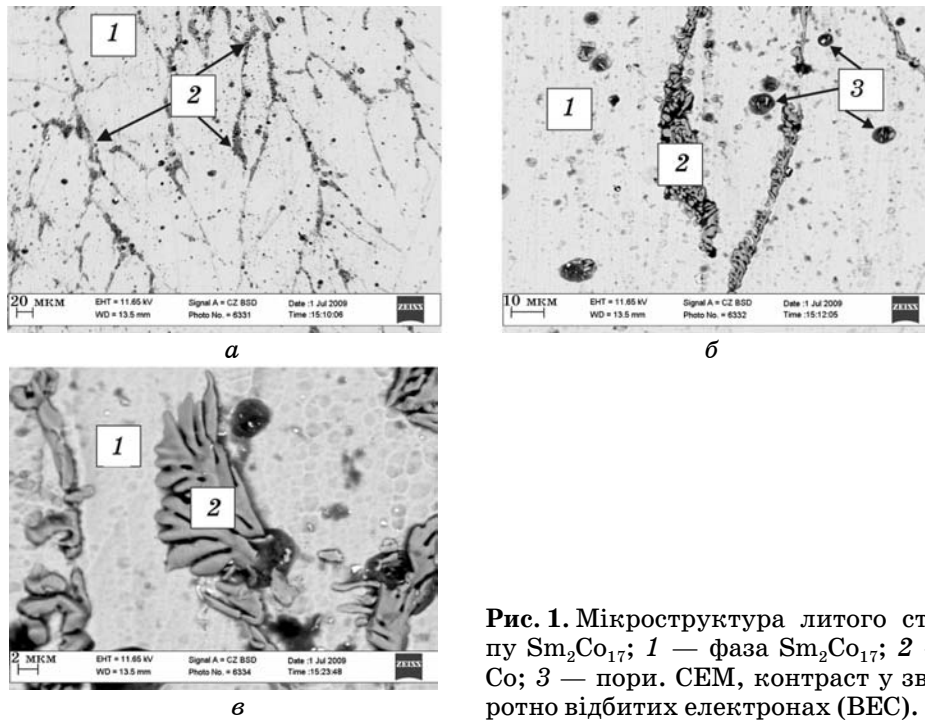 1
2
20 МКМ
EHT = 11.65 kV
Signal A = CZ BSD
Date :1 Jul 2009
WD = 13.5 mm
Photo No. = 6331
Time :15:10:06
ZEISS
а
1
2
3
10 МКМ
EHT = 11.65 kV
Signal A = CZ BSD
Date :1 Jul 2009
WD = 13.5 mm
Photo No. = 6332
Time :15:12:05
ZEISS
б
1
2
2 МКМ
EHT = 11.65 kV
Signal A = CZ BSD
Date :1 Jul 2009
WD = 13.5 mm
Photo No. = 6334
Time :15:23:48
ZEISS
в
Рис. 1. Мікроструктура литого ст
пу Sm₂Co₁₇; 1 — фаза Sm₂Co₁₇; 2
Co; 3 — пори. СЕМ, контраст у зв
ротно відбитих електронах (ВЕС).